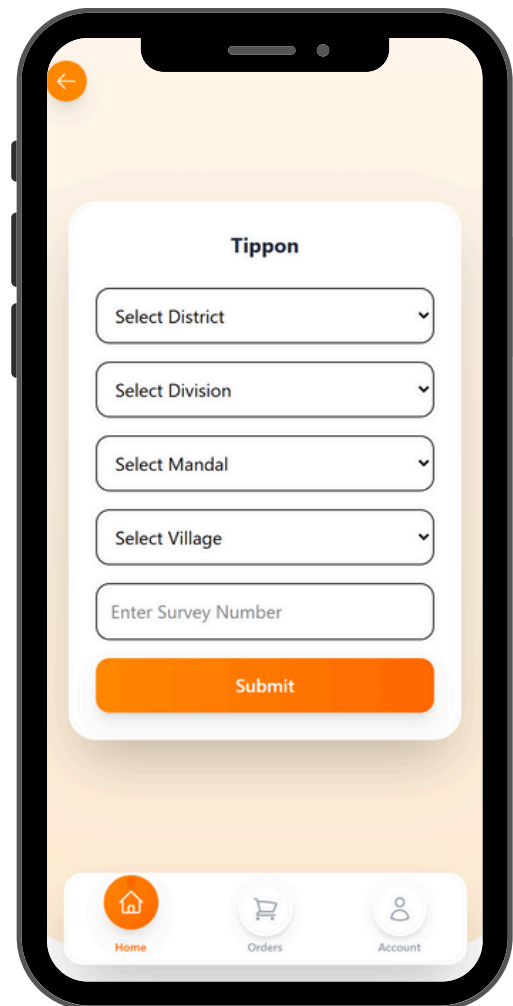 Tippon
Select District
Select Division
Select Mandal
Select Village
Enter Survey Number
Submit
Home
Orders
Account